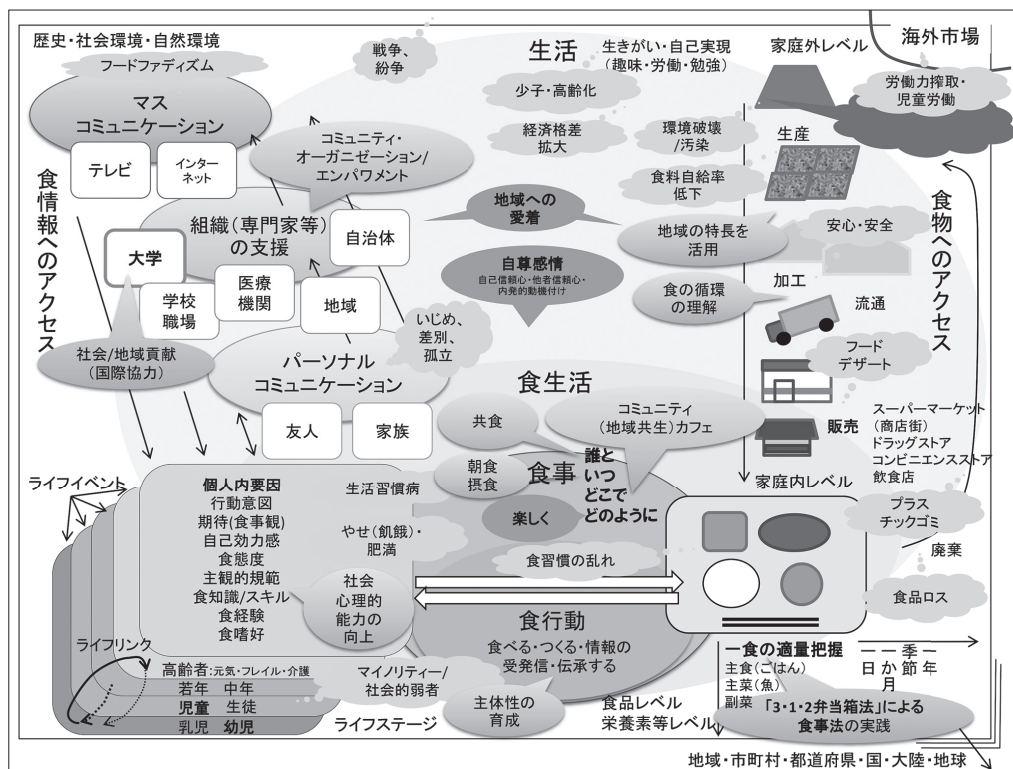 歴史・社会環境・自然環境
フードファディズム
マス
コミュニケーション
テレビ
インター
ネット
食情報へのアクセス
コミュニティ・
オーガニゼーション/
エンパワメント
組織(専門家等)
の支援
自治体
大学
医療
機関
学校
職場
地域
社会/地域貢献
(国際協力)
パーソナル
コミュニケーション
友人
家族
戦争、
紛争
生活
生きがい・自己実現
(趣味・労働・勉強)
少子・高齢化
経済格差
拡大
環境破壊
/汚染
食料自給率
低下
地域への
愛着
地域の特長を
活用
自尊感情
自己信頼心・他者信頼心・
内発的動機付け
食の循環
の理解
いじめ、
差別、
孤立
家庭外レベル
海外市場
労働力搾取・
児童労働
生産
安心・安全
加工
流通
フード
デザート
食物へのアクセス
販売
スーパーマーケット
(商店街)
ドラッグストア
コンビニエンスストア
飲食店
食生活
共食
コミュニティ
(地域共生)カフェ
朝食
摂食
食事
誰と
いつ
どこで
どのように
楽しく
食習慣の乱れ
家庭内レベル
プラス
チックゴミ
廃棄
食品ロス
ライフイベント
個人内要因
行動意図
期待(食事観)
自己効力感
食態度
主観的規範
食知識/スキル
食経験
食嗜好
生活習慣病
やせ(飢餓)・
肥満
社会
心理的
能力の
向上
食行動
食べる・つくる・情報の
受発信・伝承する
ライフリンク
高齢者:元気・フレイル・介護
若年 中年
児童 生徒
乳児 幼児
マイノリティー/
社会的弱者
ライフステージ
主体性の
育成
食品レベル
栄養素等レベル
一食の適量把握
主食(ごはん)
主菜(魚)
副菜
一日
一か月
季節
一年
「3・1・2弁当箱法」による
食事法の実践
地域・市町村・都道府県・国・大陸・地球